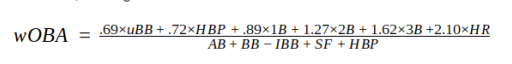 wOBA = .69×uBB + .72×HBP + .89×1B + 1.27×2B + 1.62×3B +2.10×HR
AB + BB − IBB + SF + HBP